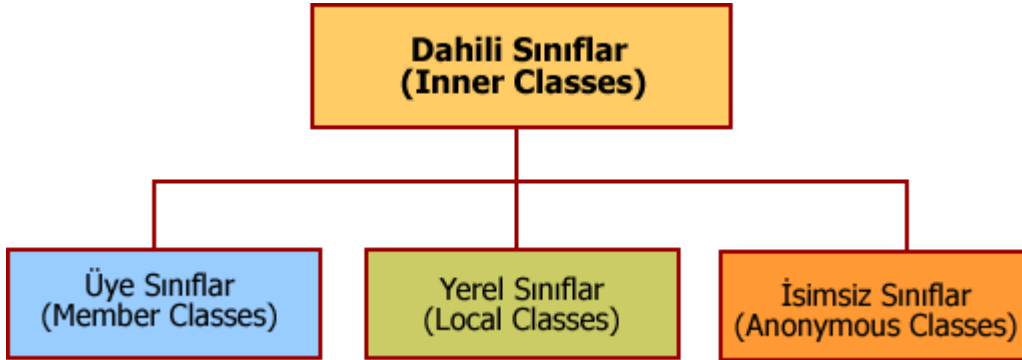 Dahili Sınıflar
(Inner Classes)
Üye Sınıflar
(Member Classes)
Yerel Sınıflar
(Local Classes)
İsimsiz Sınıflar
(Anonymous Classes)